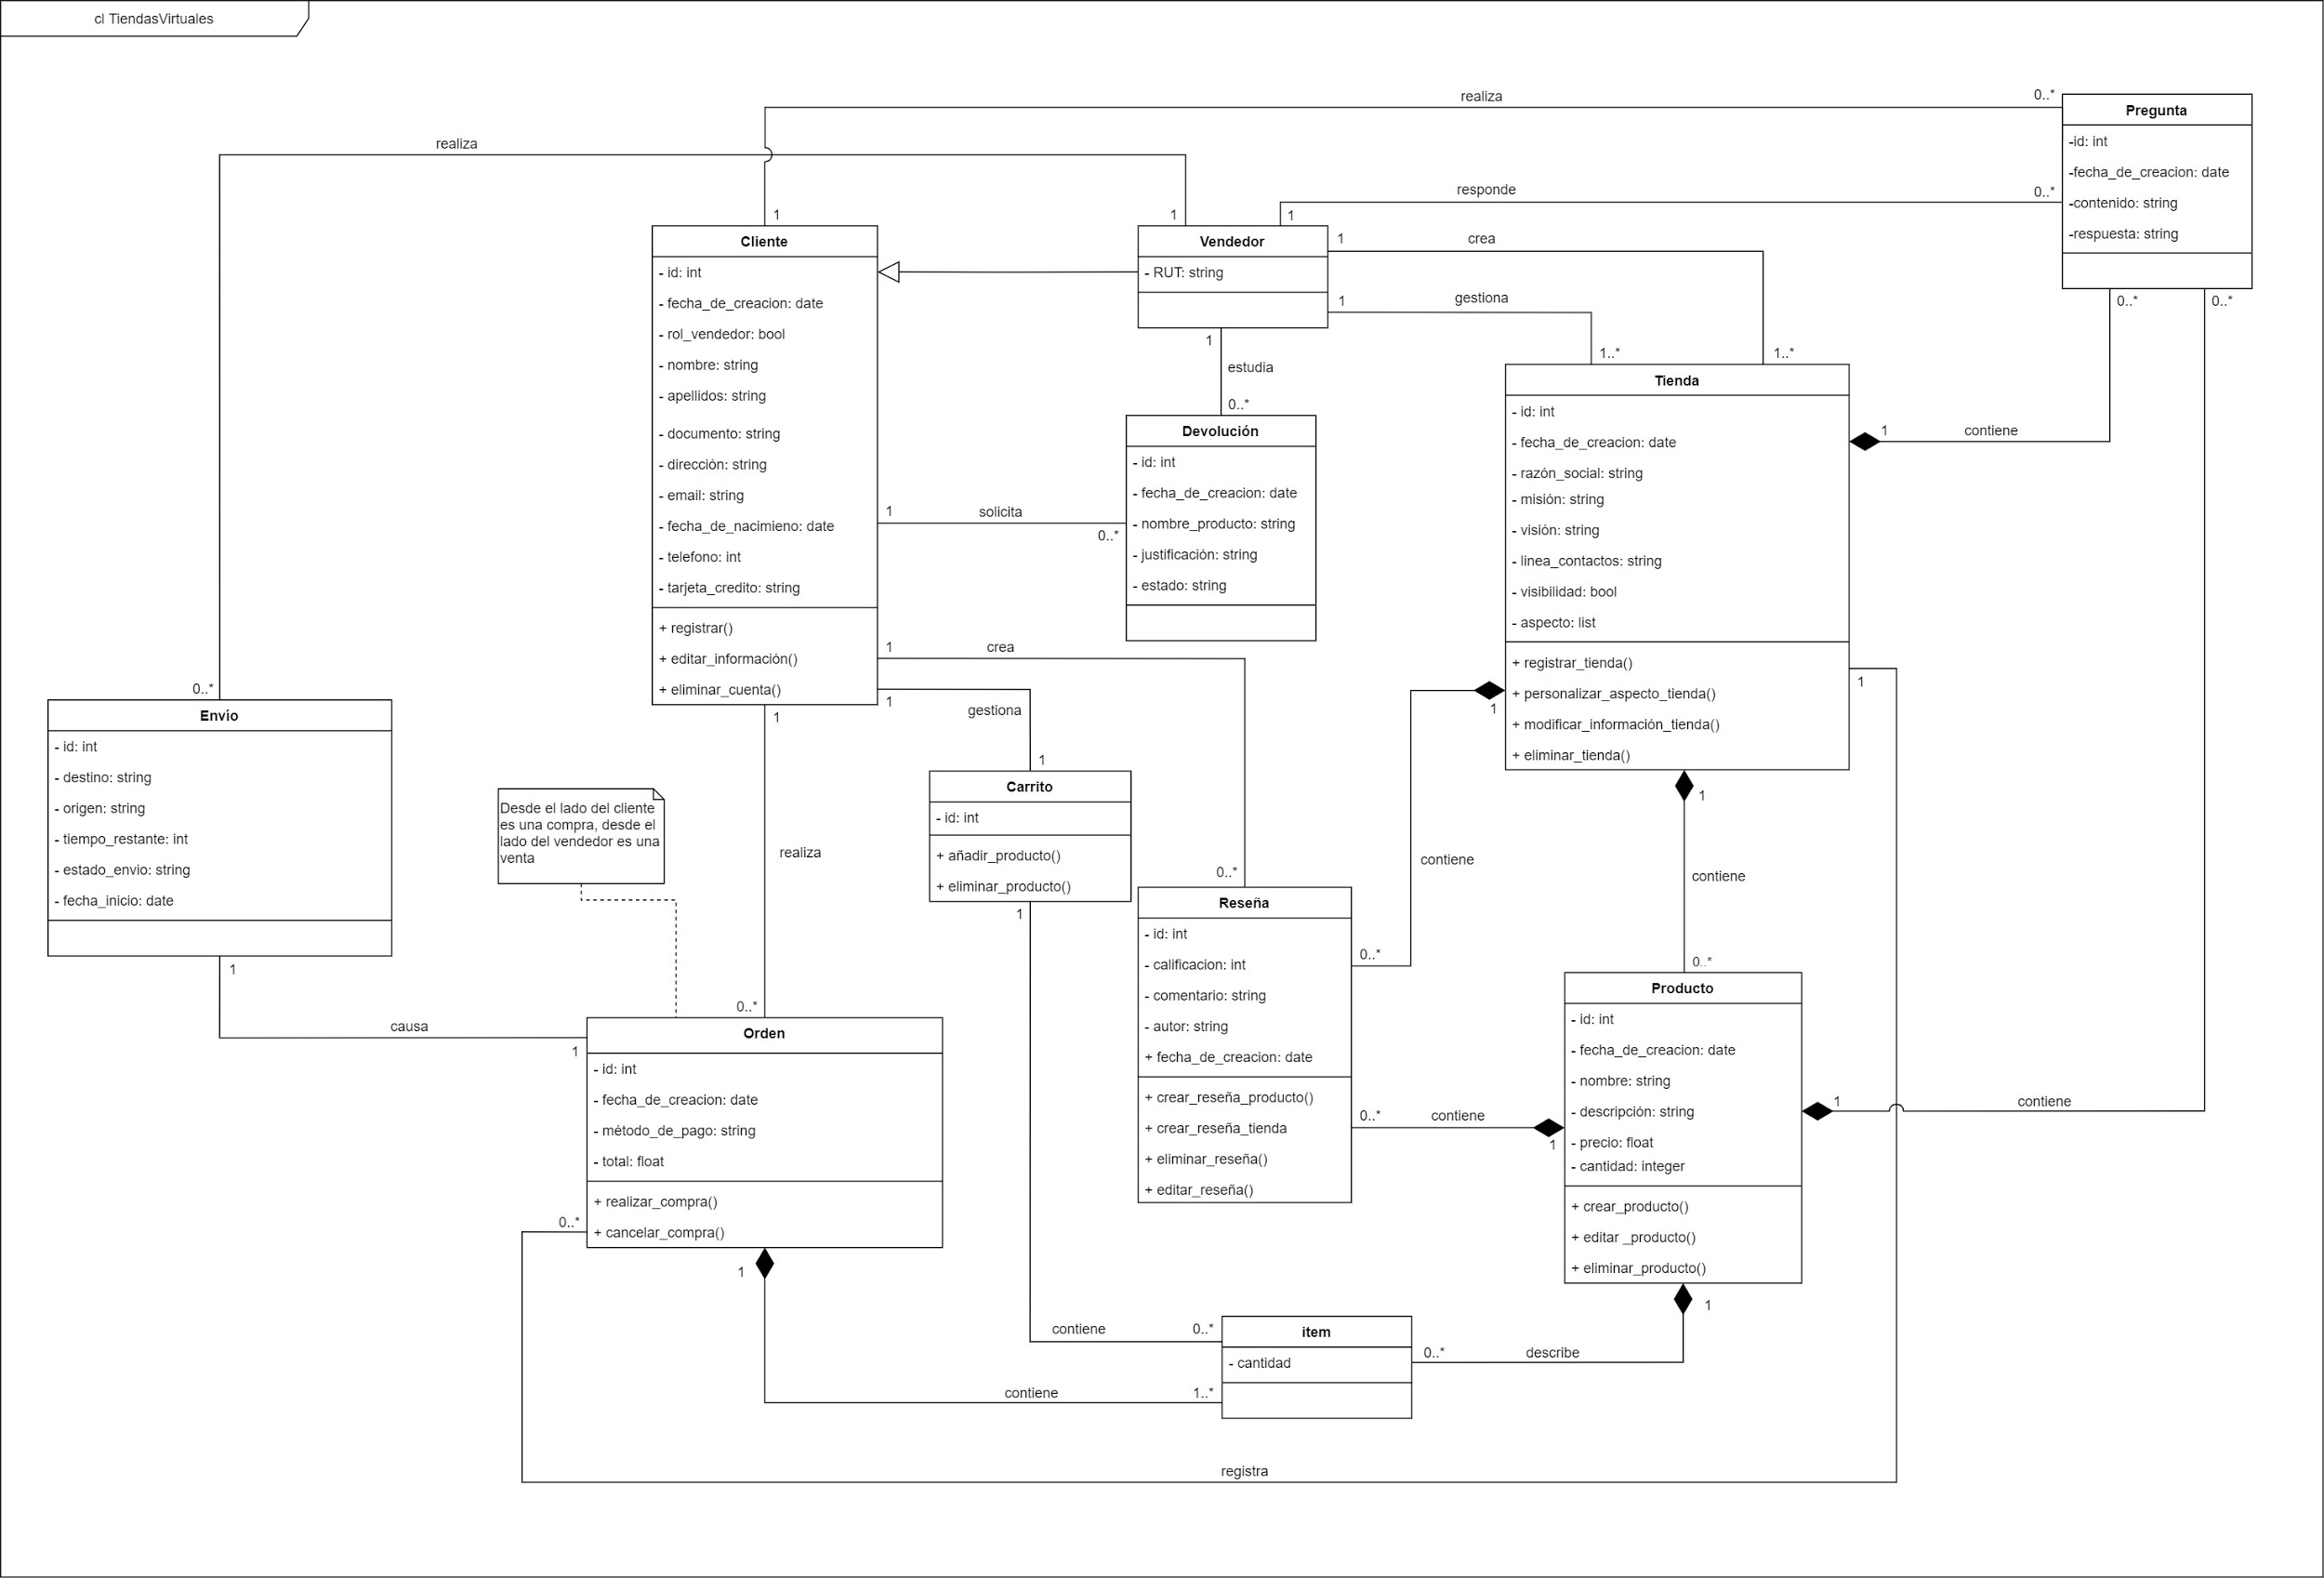 cl TiendasVirtuales
realiza
0..*
realiza
1
1
responde
0..*
1
Pregunta
-id: int
-fecha_de_creacion: date
-contenido: string
-respuesta: string
0..*
0..*
Cliente
- id: int
- fecha_de_creacion: date
- rol_vendedor: bool
- nombre: string
- apellidos: string
- documento: string
- dirección: string
- email: string
- fecha_de_nacimieno: date
- telefono: int
- tarjeta_credito: string
+ registrar()
+ editar_información()
+ eliminar_cuenta()
Vendedor
- RUT: string
1
crea
1..*
1
gestiona
1..*
1
estudia
0..*
Devolución
- id: int
- fecha_de_creacion: date
- nombre_producto: string
- justificación: string
- estado: string
1
solicita
0..*
Tienda
- id: int
- fecha_de_creacion: date
- razón_social: string
- misión: string
- visión: string
- linea_contactos: string
- visibilidad: bool
- aspecto: list
+ registrar_tienda()
+ personalizar_aspecto_tienda()
+ modificar_información_tienda()
+ eliminar_tienda()
1
contiene
1
crea
0..*
1
gestiona
1
1
realiza
0..*
0..*
Envío
- id: int
- destino: string
- origen: string
- tiempo_restante: int
- estado_envio: string
- fecha_inicio: date
1
causa
1
Desde el lado del cliente
es una compra, desde el
lado del vendedor es una
venta
Carrito
- id: int
+ añadir_producto()
+ eliminar_producto()
1
Reseña
- id: int
- calificacion: int
- comentario: string
- autor: string
+ fecha_de_creacion: date
+ crear_reseña_producto()
+ crear_reseña_tienda
+ eliminar_reseña()
+ editar_reseña()
1
contiene
0..*
1
contiene
0..*
1
Producto
- id: int
- fecha_de_creacion: date
- nombre: string
- descripción: string
- precio: float
- cantidad: integer
+ crear_producto()
+ editar _producto()
+ eliminar_producto()
0..*
contiene
1
1
contiene
Orden
- id: int
- fecha_de_creacion: date
- método_de_pago: string
- total: float
+ realizar_compra()
+ cancelar_compra()
0..*
1
1
item
- cantidad
contiene
0..*
0..*
describe
contiene
1..*
registra